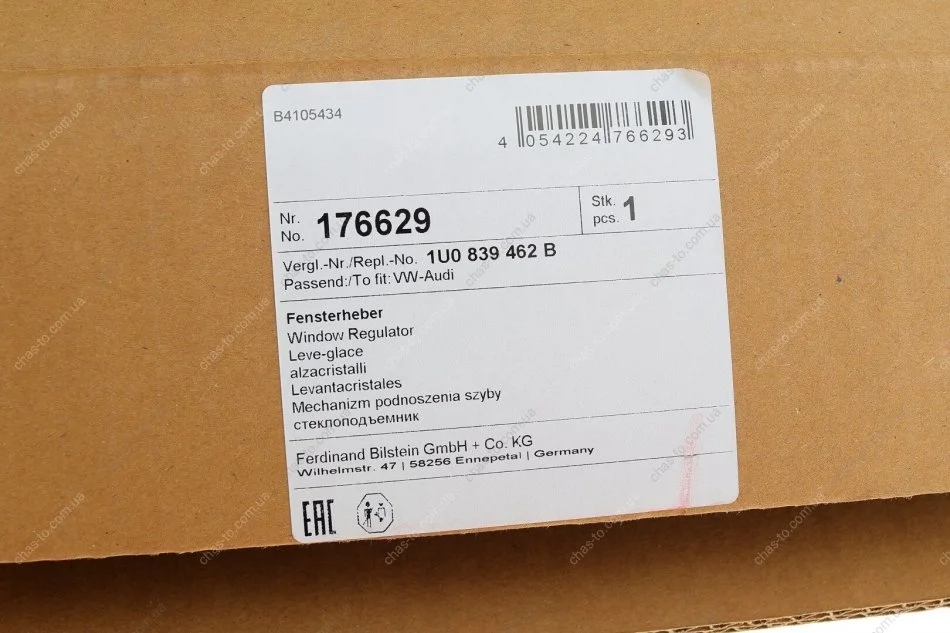 B4105434
4 054224 766293
Nr.
No. 176629
Stk.
pcs. 1
Vergl.-Nr./Repl.-No. 1U0 839 462 B
Passend:/To fit: VW-Audi
Fensterheber
Window Regulator
Leve-glace
alzacristalli
Levantacristales
Mechanizm podnoszenia szyby
стеклоподъемник
Ferdinand Bilstein GmbH + Co. KG
Wilhelmstr. 47 | 58256 Ennepetal | Germany
EAC
chas-to.com.ua